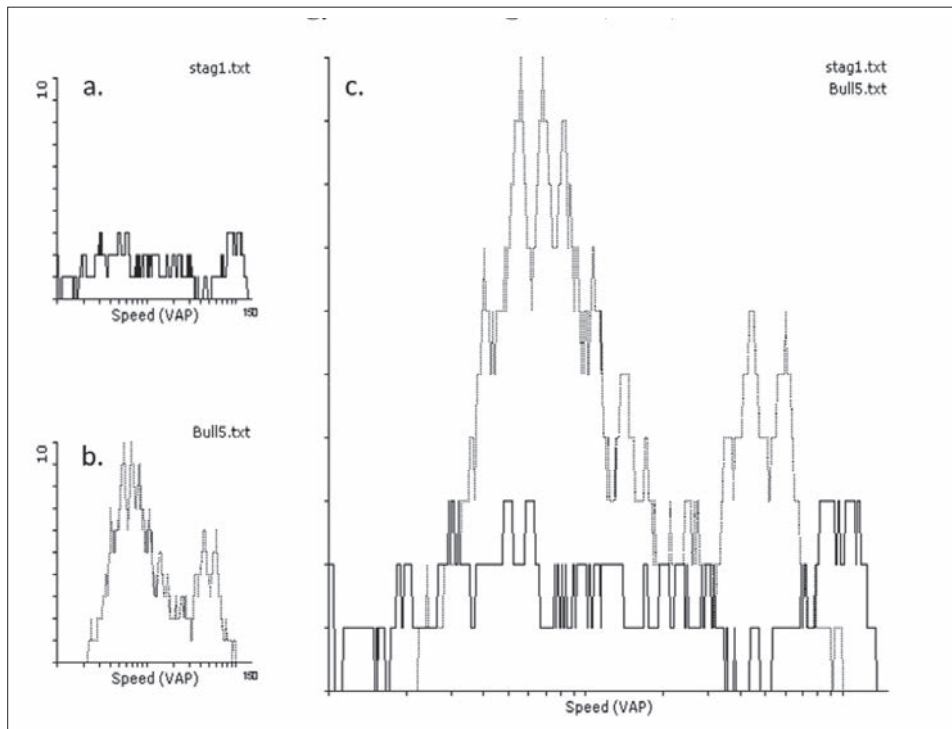 stag1.txt
a.
10
Speed (VAP)
150
Bull5.txt
b.
10
Speed (VAP)
150
c.
stag1.txt
Bull5.txt
Speed (VAP)